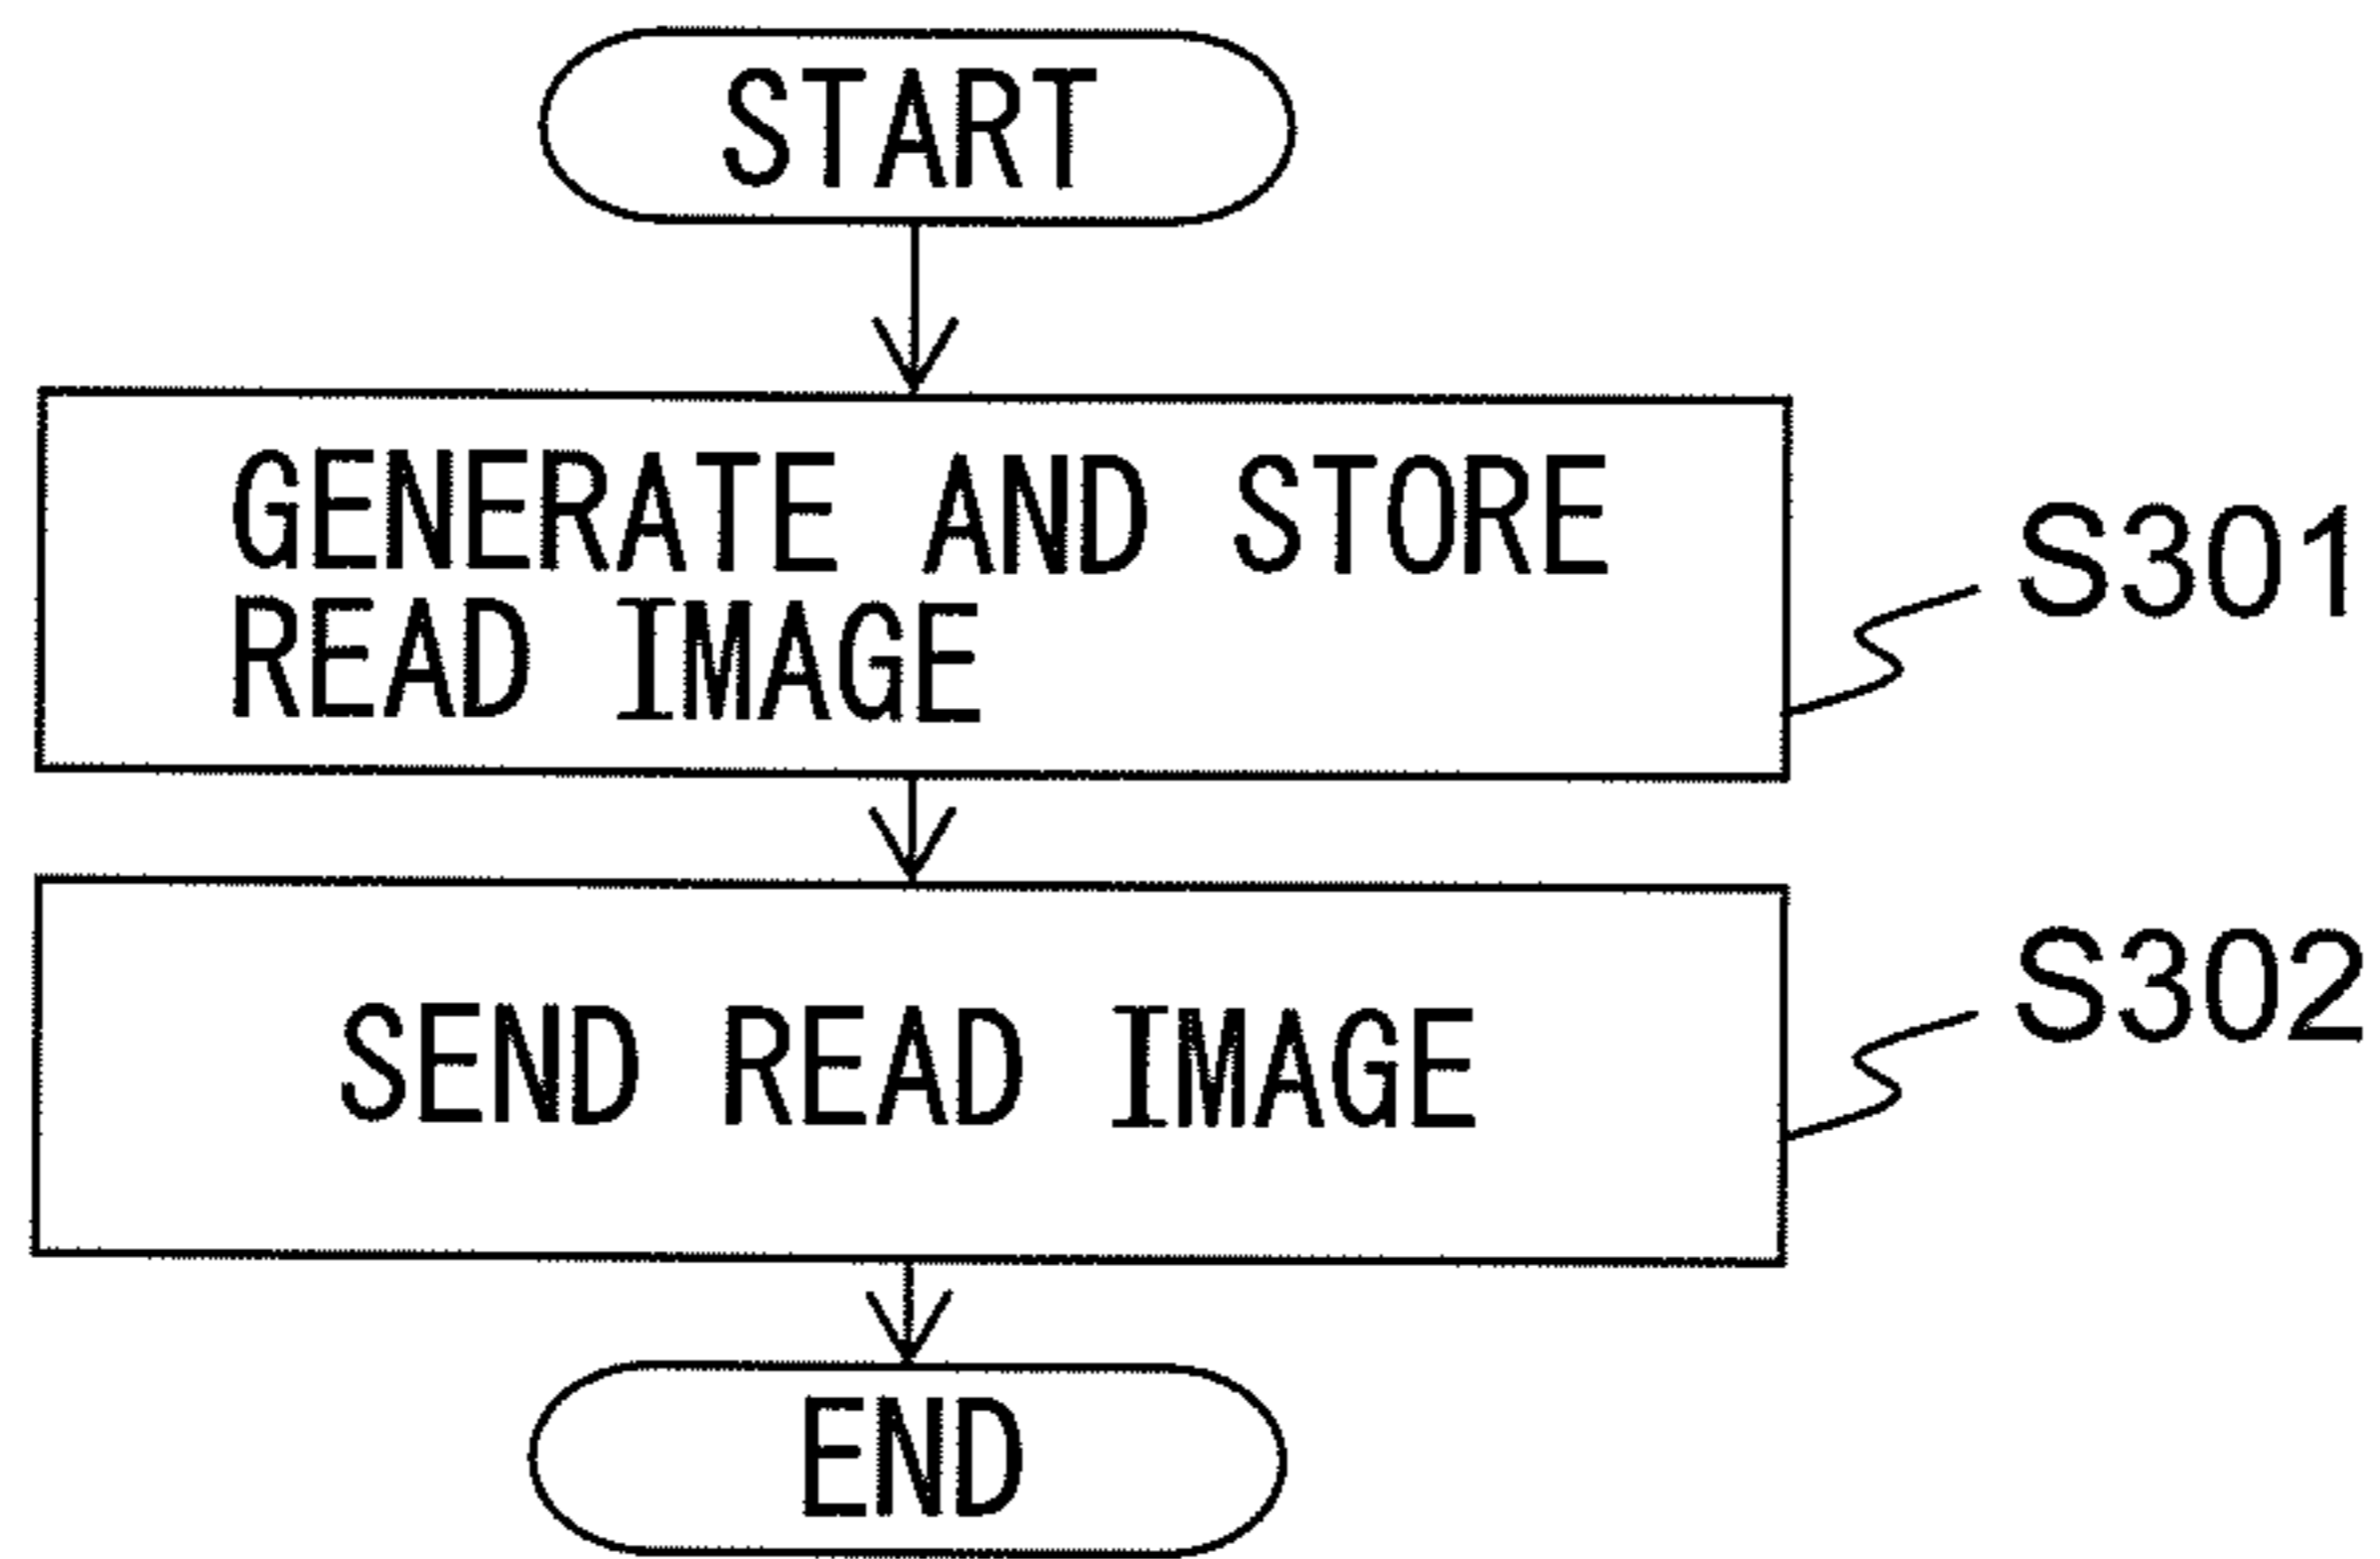 START
GENERATE AND STORE
READ IMAGE
S301
SEND READ IMAGE
S302
END